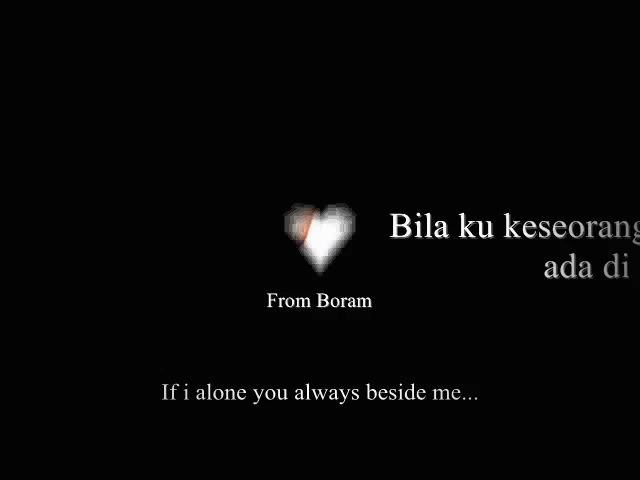 Bila ku keseorang
ada di
From Boram
If i alone you always beside me...